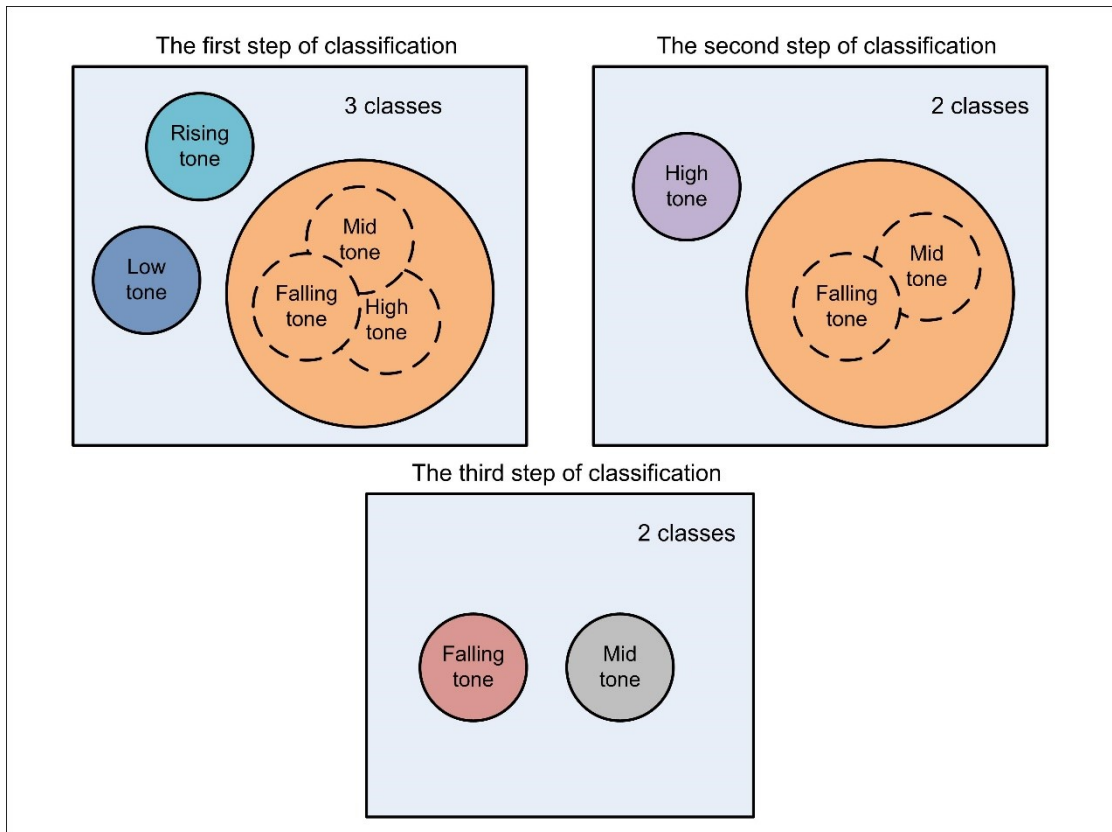 The first step of classification
3 classes
Rising
tone
Low
tone
Mid
tone
Falling
tone
High
tone
The second step of classification
2 classes
High
tone
Mid
tone
Falling
tone
The third step of classification
2 classes
Falling
tone
Mid
tone